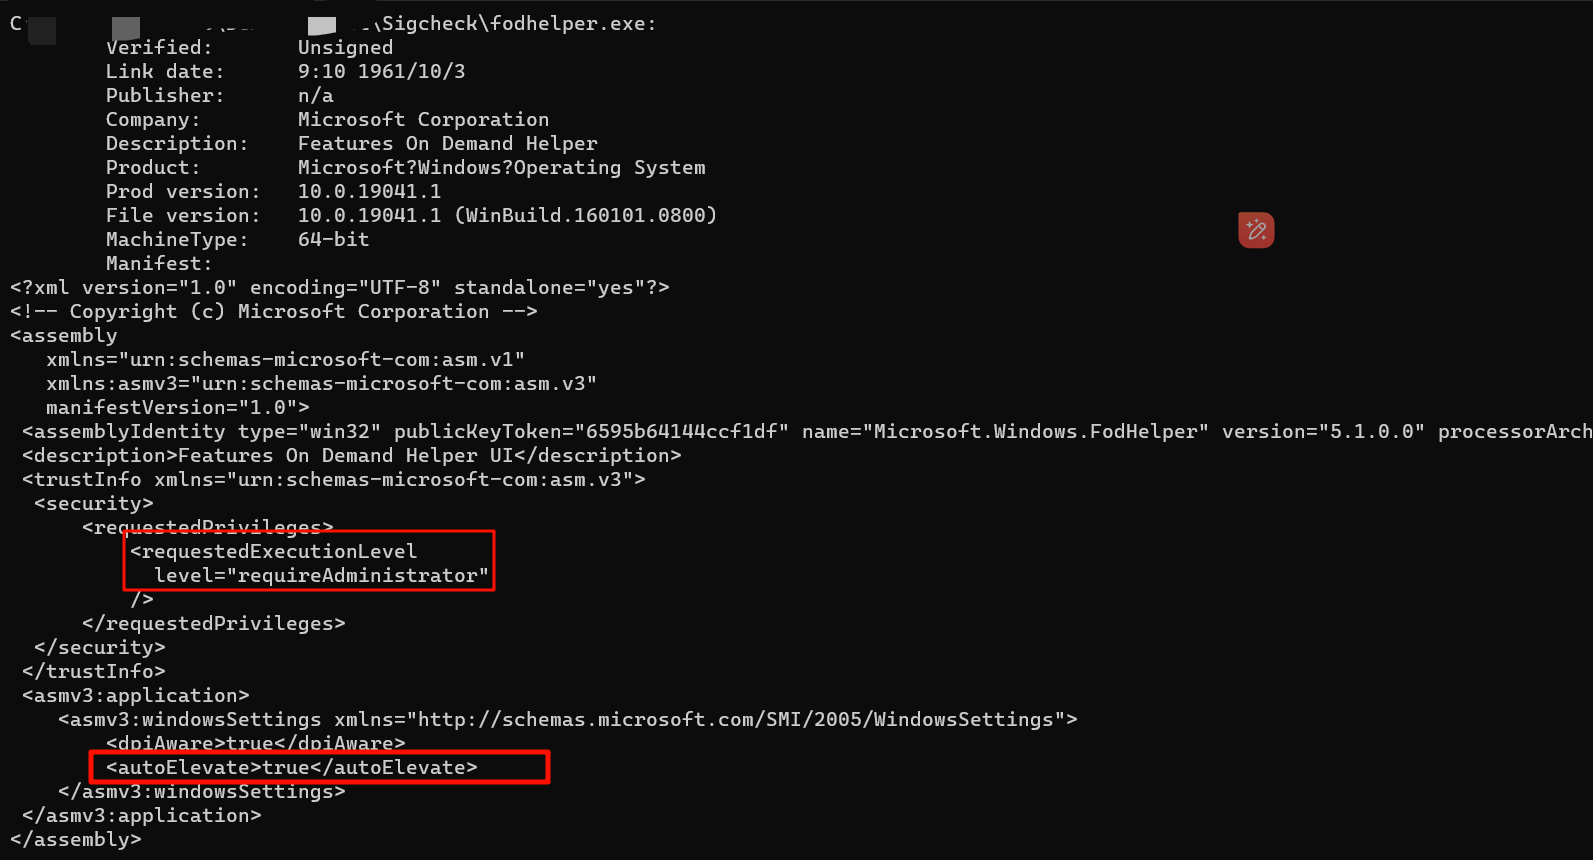 C \Sigcheck\fodhelper.exe:
Verified: Unsigned
Link date: 9:10 1961/10/3
Publisher: n/a
Company: Microsoft Corporation
Description: Features On Demand Helper
Product: Microsoft?Windows?Operating System
Prod version: 10.0.19041.1
File version: 10.0.19041.1 (WinBuild.160101.0800)
MachineType: 64-bit
Manifest:
<?xml version="1.0" encoding="UTF-8" standalone="yes"?>
<!-- Copyright (c) Microsoft Corporation -->
<assembly
xmlns="urn:schemas-microsoft-com:asm.v1"
xmlns:asmv3="urn:schemas-microsoft-com:asm.v3"
manifestVersion="1.0">
<assemblyIdentity type="win32" publicKeyToken="6595b64144ccf1df" name="Microsoft.Windows.FodHelper" version="5.1.0.0" processorArch
<description>Features On Demand Helper UI</description>
<trustInfo xmlns="urn:schemas-microsoft-com:asm.v3">
<security>
<requestedPrivileges>
<requestedExecutionLevel
level="requireAdministrator"
/>
</requestedPrivileges>
</security>
</trustInfo>
<asmv3:application>
<asmv3:windowsSettings xmlns="http://schemas.microsoft.com/SMI/2005/WindowsSettings">
<dpiAware>true</dpiAware>
<autoElevate>true</autoElevate>
</asmv3:windowsSettings>
</asmv3:application>
</assembly>